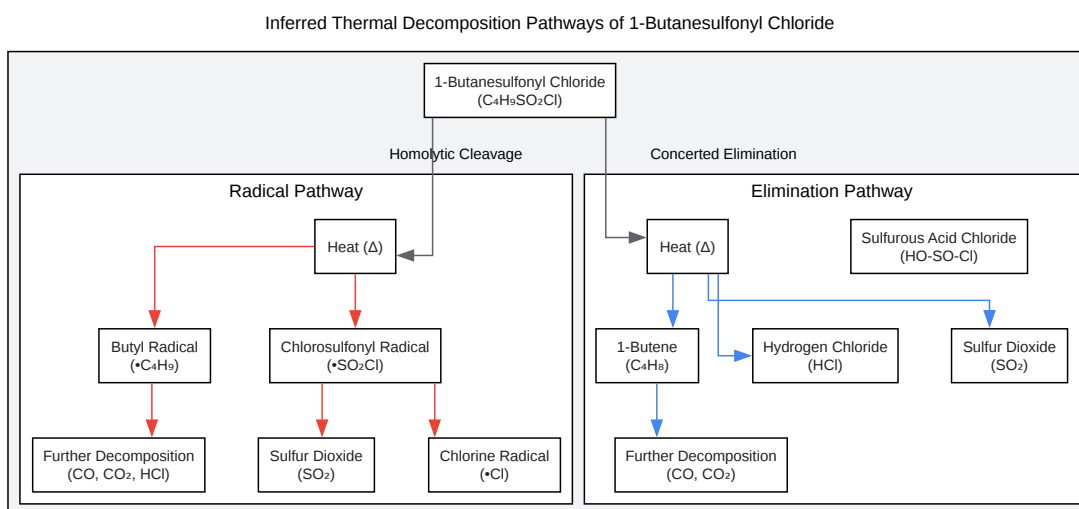 Inferred Thermal Decomposition Pathways of 1-Butanesulfonyl Chloride
1-Butanesulfonyl Chloride
(C₄H₉SO₂Cl)
Homolytic Cleavage
Concerted Elimination
Radical Pathway
Heat (Δ)
Butyl Radical
(•C₄H₉)
Chlorosulfonyl Radical
(•SO₂Cl)
Further Decomposition
(CO, CO₂, HCl)
Sulfur Dioxide
(SO₂)
Chlorine Radical
(•Cl)
Elimination Pathway
Heat (Δ)
Sulfurous Acid Chloride
(HO-SO-Cl)
1-Butene
(C₄H₈)
Hydrogen Chloride
(HCl)
Sulfur Dioxide
(SO₂)
Further Decomposition
(CO, CO₂)